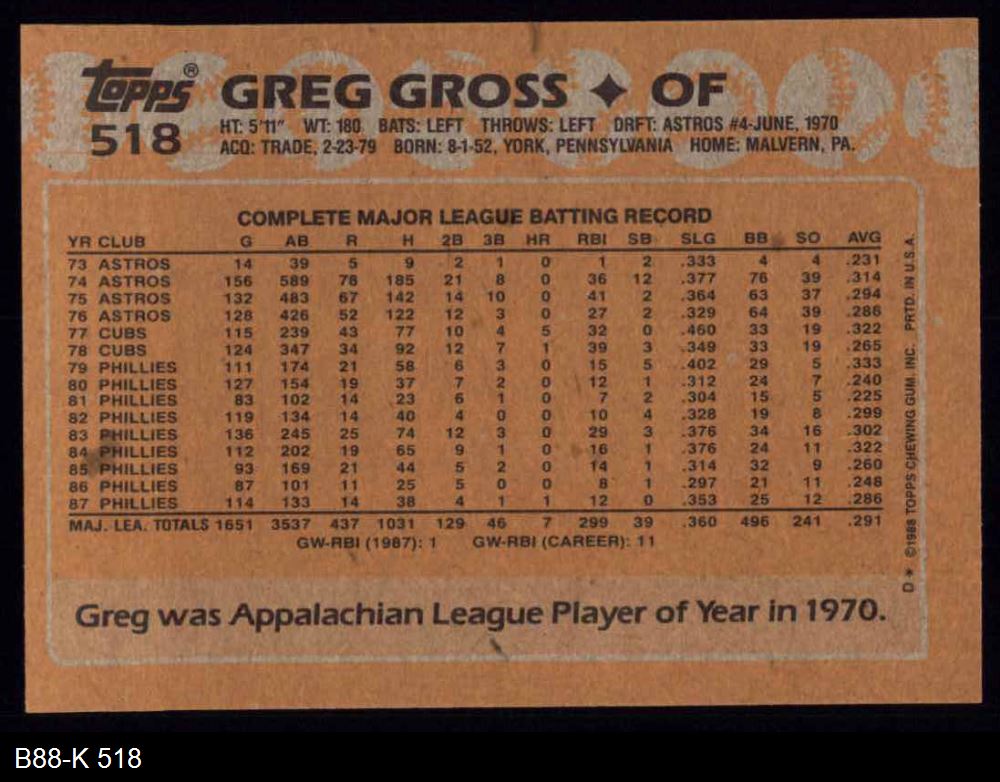 topps® GREG GROSS ✦ OF
518 HT: 5'11" WT: 180 BATS: LEFT THROWS: LEFT DRFT: ASTROS #4-JUNE, 1970
ACQ: TRADE, 2-23-79 BORN: 8-1-52, YORK, PENNSYLVANIA HOME: MALVERN, PA.
COMPLETE MAJOR LEAGUE BATTING RECORD
YR CLUB G AB R H 2B 3B HR RBI SB SLG BB SO AVG
73 ASTROS 14 39 5 9 2 1 0 1 2 .333 4 4 .231
74 ASTROS 156 589 78 185 21 8 0 36 12 .377 76 39 .314
75 ASTROS 132 483 67 142 14 10 0 41 2 .364 63 37 .294
76 ASTROS 128 426 52 122 12 3 0 27 2 .329 64 39 .286
77 CUBS 115 239 43 77 10 4 5 32 0 .460 33 19 .322
78 CUBS 124 347 34 92 12 7 1 39 3 .349 33 19 .265
79 PHILLIES 111 174 21 58 6 3 0 15 5 .402 29 5 .333
80 PHILLIES 127 154 19 37 7 2 0 12 1 .312 24 7 .240
81 PHILLIES 83 102 14 23 6 1 0 7 2 .304 15 5 .225
82 PHILLIES 119 134 14 40 4 0 0 10 4 .328 19 8 .299
83 PHILLIES 136 245 25 74 12 3 0 29 3 .376 34 16 .302
84 PHILLIES 112 202 19 65 9 1 0 16 1 .376 24 11 .322
85 PHILLIES 93 169 21 44 5 2 0 14 1 .314 32 9 .260
86 PHILLIES 87 101 11 25 5 0 0 8 1 .297 21 11 .248
87 PHILLIES 114 133 14 38 4 1 1 12 0 .353 25 12 .286
MAJ. LEA. TOTALS 1651 3537 437 1031 129 46 7 299 39 .360 496 241 .291
GW-RBI (1987): 1 GW-RBI (CAREER): 11
Greg was Appalachian League Player of Year in 1970.
D* ©1988 TOPPS CHEWING GUM, INC. PRTD. IN U.S.A.
B88-K 518